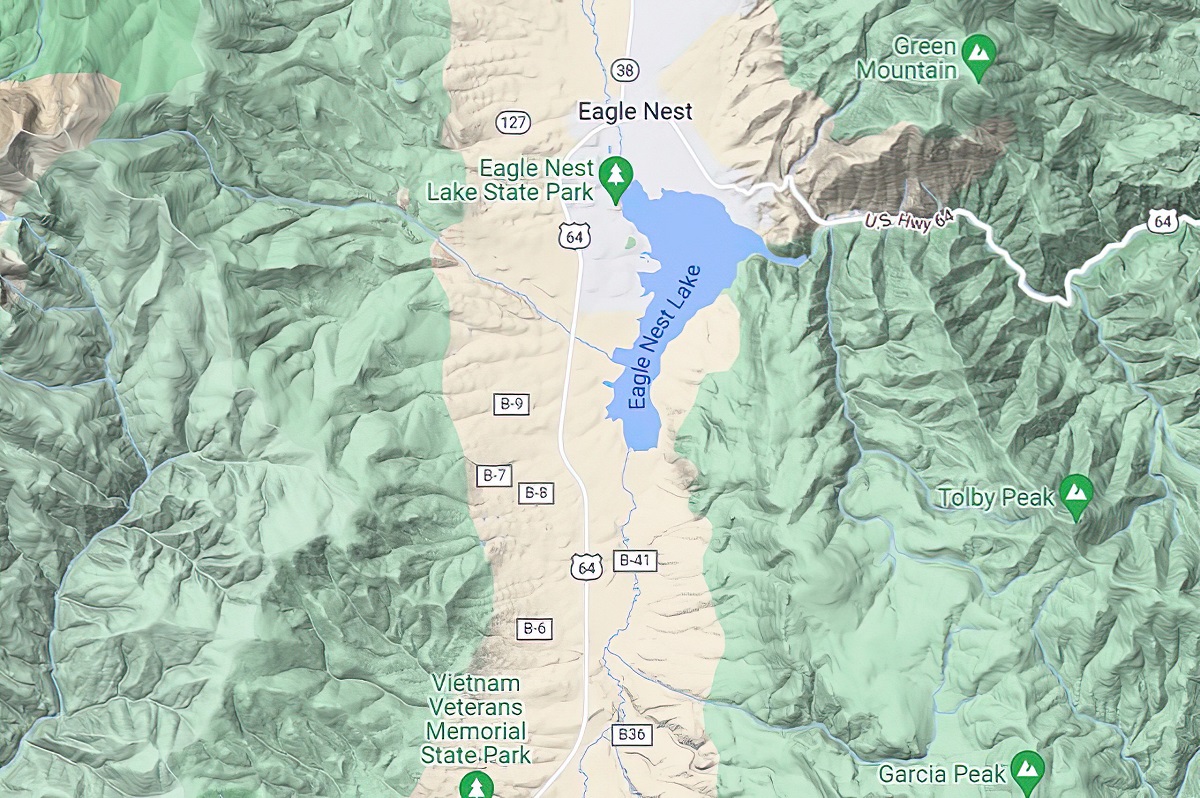 Green
Mountain
38
Eagle Nest
127
Eagle Nest
Lake State Park
U.S. Hwy 64
64
64
Eagle Nest Lake
B-9
B-7
B-8
Tolby Peak
64
B-41
B-6
Vietnam
Veterans
Memorial
State Park
B36
Garcia Peak